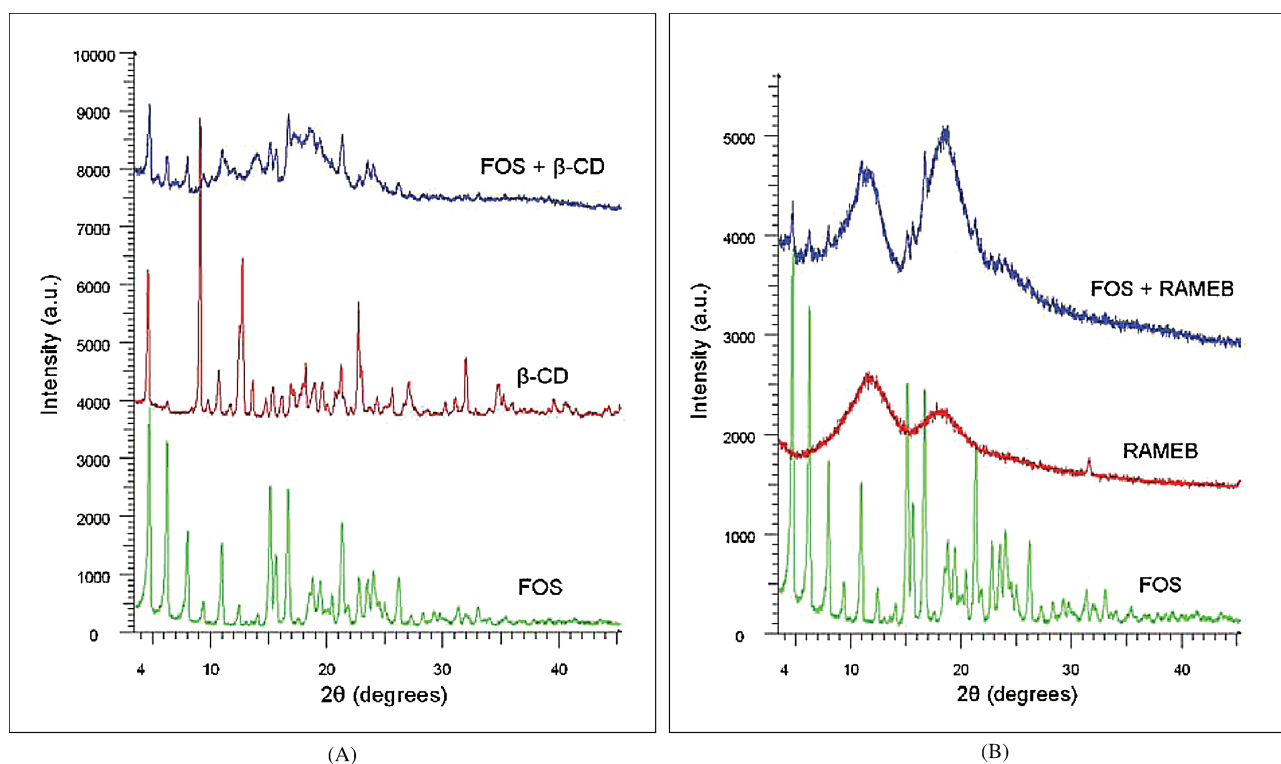 10000
9000
8000
7000
6000
5000
4000
3000
2000
1000
0
Intensity (a.u.)
FOS + β-CD
β-CD
FOS
4 10 20 30 40
2θ (degrees)
(A)
5000
4000
3000
2000
1000
0
Intensity (a.u.)
FOS + RAMEB
RAMEB
FOS
4 10 20 30 40
2θ (degrees)
(B)